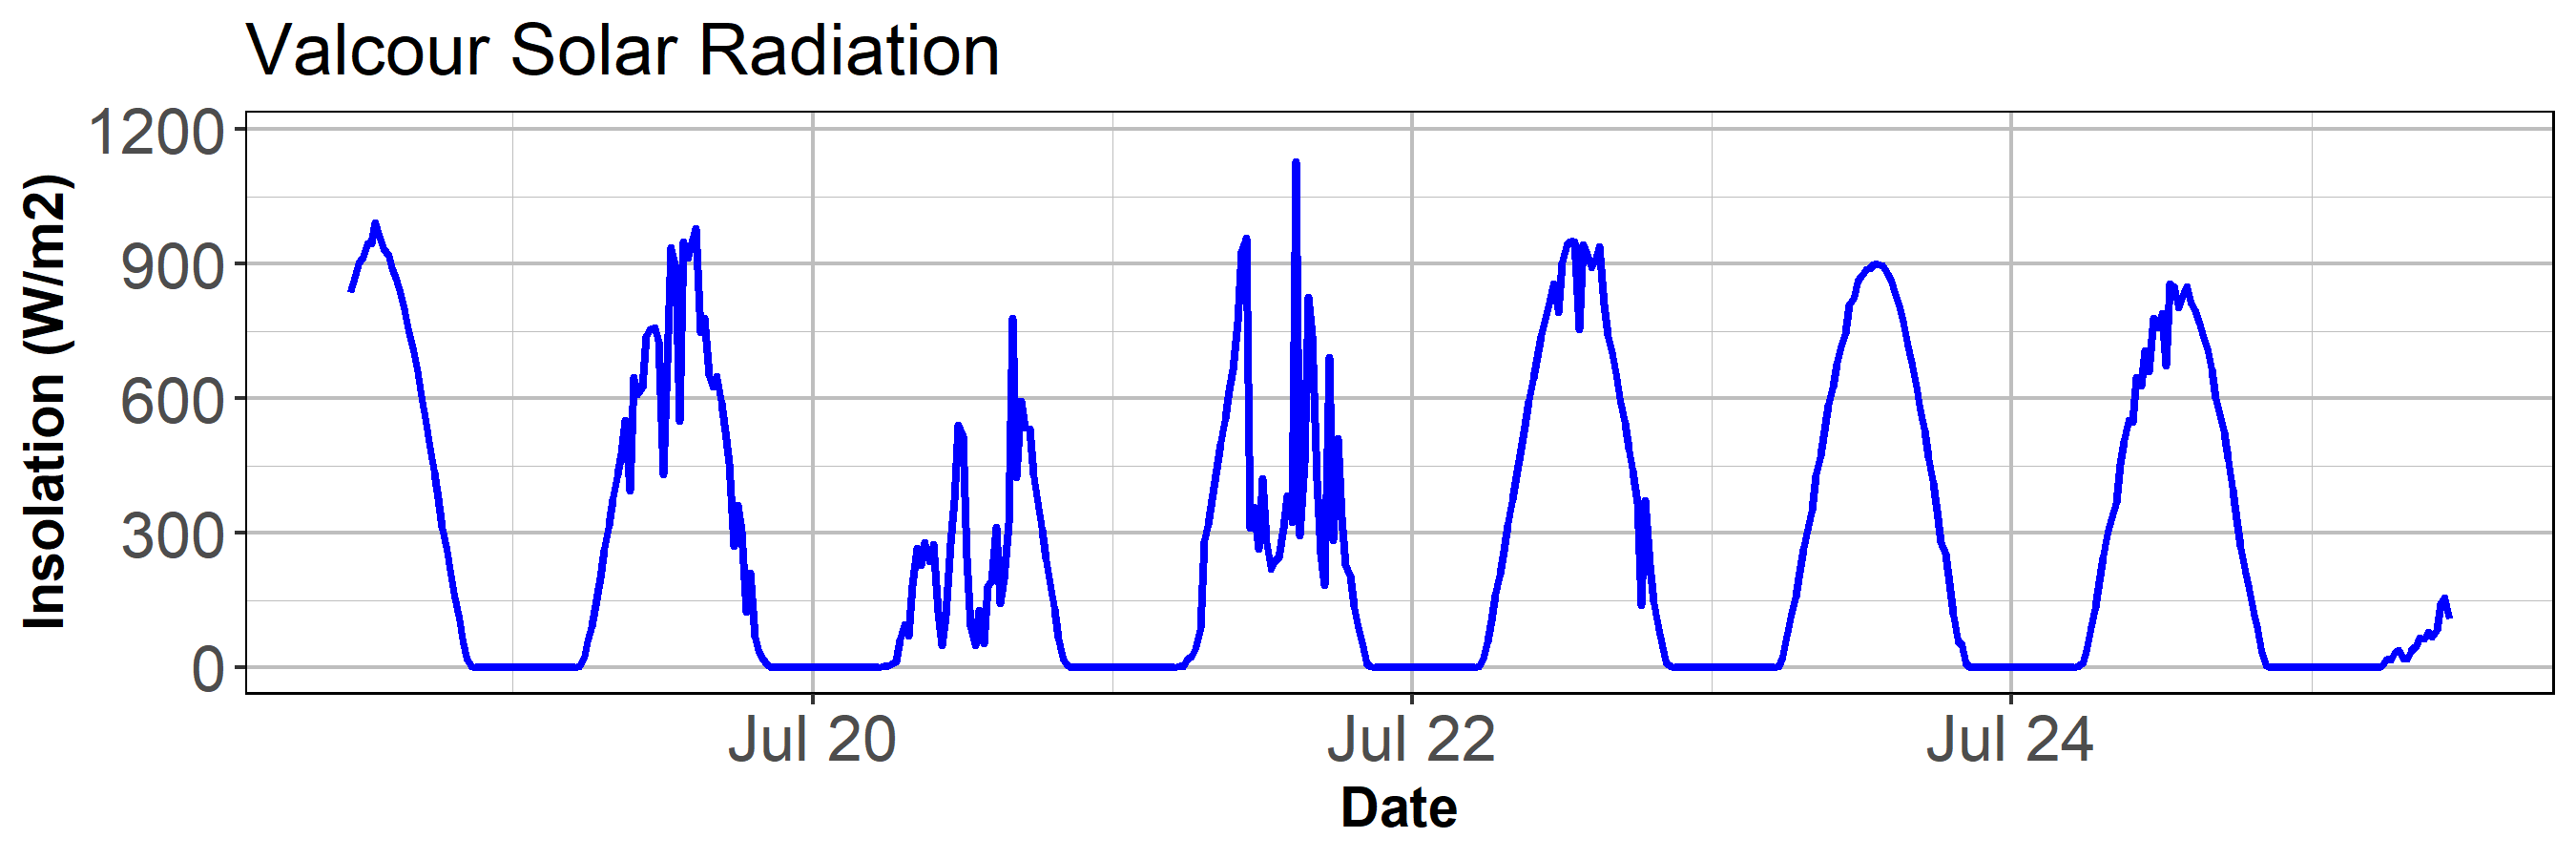 Valcour Solar Radiation
1200
900
600
300
0
Insolation (W/m2)
Jul 20 Jul 22 Jul 24
Date